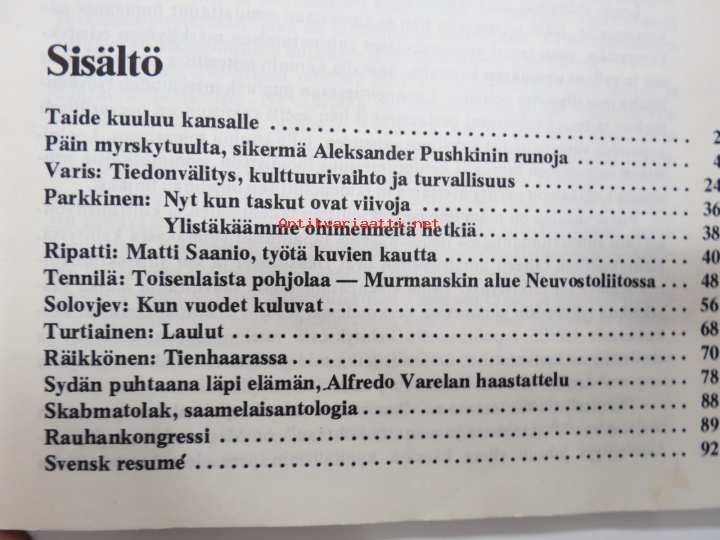 Sisältö
Taide kuuluu kansalle ........................................ 2
Päin myrskytuulta, sikermä Aleksander Pushkinin runoja ............ 4
Varis: Tiedonvälitys, kulttuurivaihto ja turvallisuus ................. 24
Parkkinen: Nyt kun taskut ovat viivoja ......................... 36
Ylistäkäämme ohimenneitä hetkiä ..................... 38
Antikvariaatti.net
Ripatti: Matti Saanio, työtä kuvien kautta ........................ 40
Tennilä: Toisenlaista pohjolaa — Murmanskin alue Neuvostoliitossa ... 48
Solovjev: Kun vuodet kuluvat ................................... 56
Turtiainen: Laulut ............................................. 68
Räikkönen: Tienhaarassa ....................................... 70
Sydän puhtaana läpi elämän, Alfredo Varelan haastattelu ........... 78
Skabmatolak, saamelaisantologia ................................ 88
Rauhankongressi .............................................. 89
Svensk resumé ................................................ 92